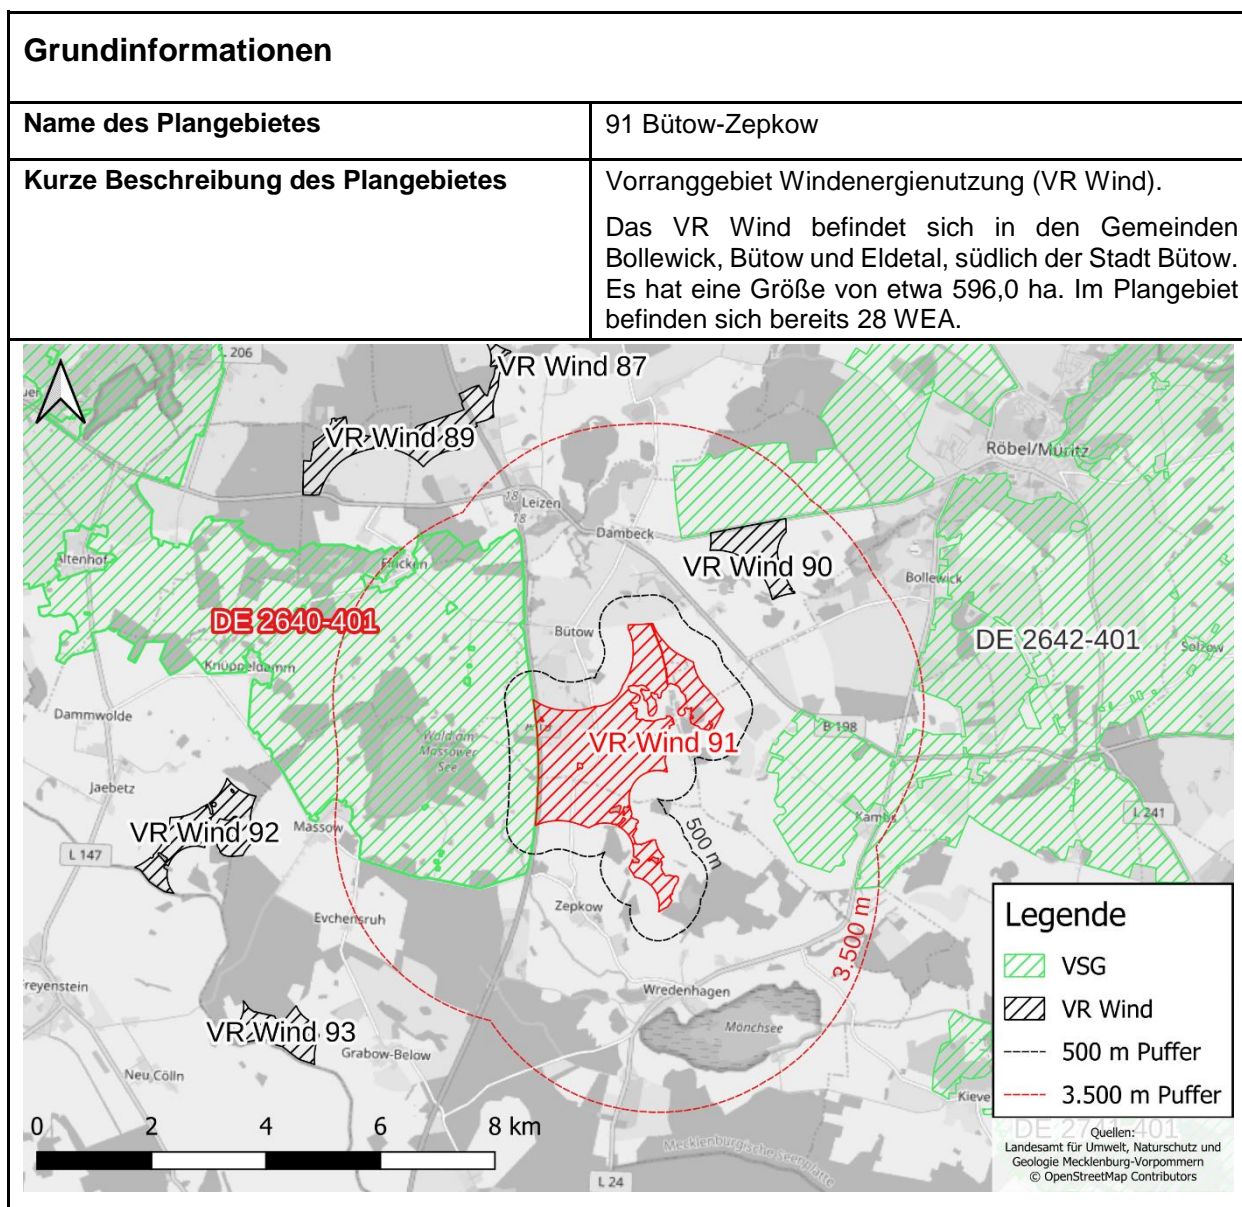 Grundinformationen
Name des Plangebietes
91 Bütow-Zepkow
Kurze Beschreibung des Plangebietes
Vorranggebiet Windenergienutzung (VR Wind).
Das VR Wind befindet sich in den Gemeinden
Bollewick, Bütow und Eldetal, südlich der Stadt Bütow.
Es hat eine Größe von etwa 596,0 ha. Im Plangebiet
befinden sich bereits 28 WEA.
L 206
VR Wind 87
VR Wind 89
Röbel/Müritz
18
Leizen
18
Dambeck
Altenhof
Fincken
VR Wind 90
Bollewick
DE 2640-401
Bütow
DE 2642-401
Solzow
Knüppeldamm
Dammwolde
B 198
Wald am
Massower
See
VR Wind 91
Jaebetz
L 241
VR Wind 92
Massow
Kambs
500 m
L 147
Zepkow
Evchensruh
3.500 m
Legende
VSG
VR Wind
500 m Puffer
3.500 m Puffer
reyenstein
Wredenhagen
Mönchsee
VR Wind 93
Grabow-Below
Neu Cölln
Kieve
0 2 4 6 8 km
Mecklenburgische Seenplatte
L 24
DE 2741-401
Quellen:
Landesamt für Umwelt, Naturschutz und
Geologie Mecklenburg-Vorpommern
© OpenStreetMap Contributors